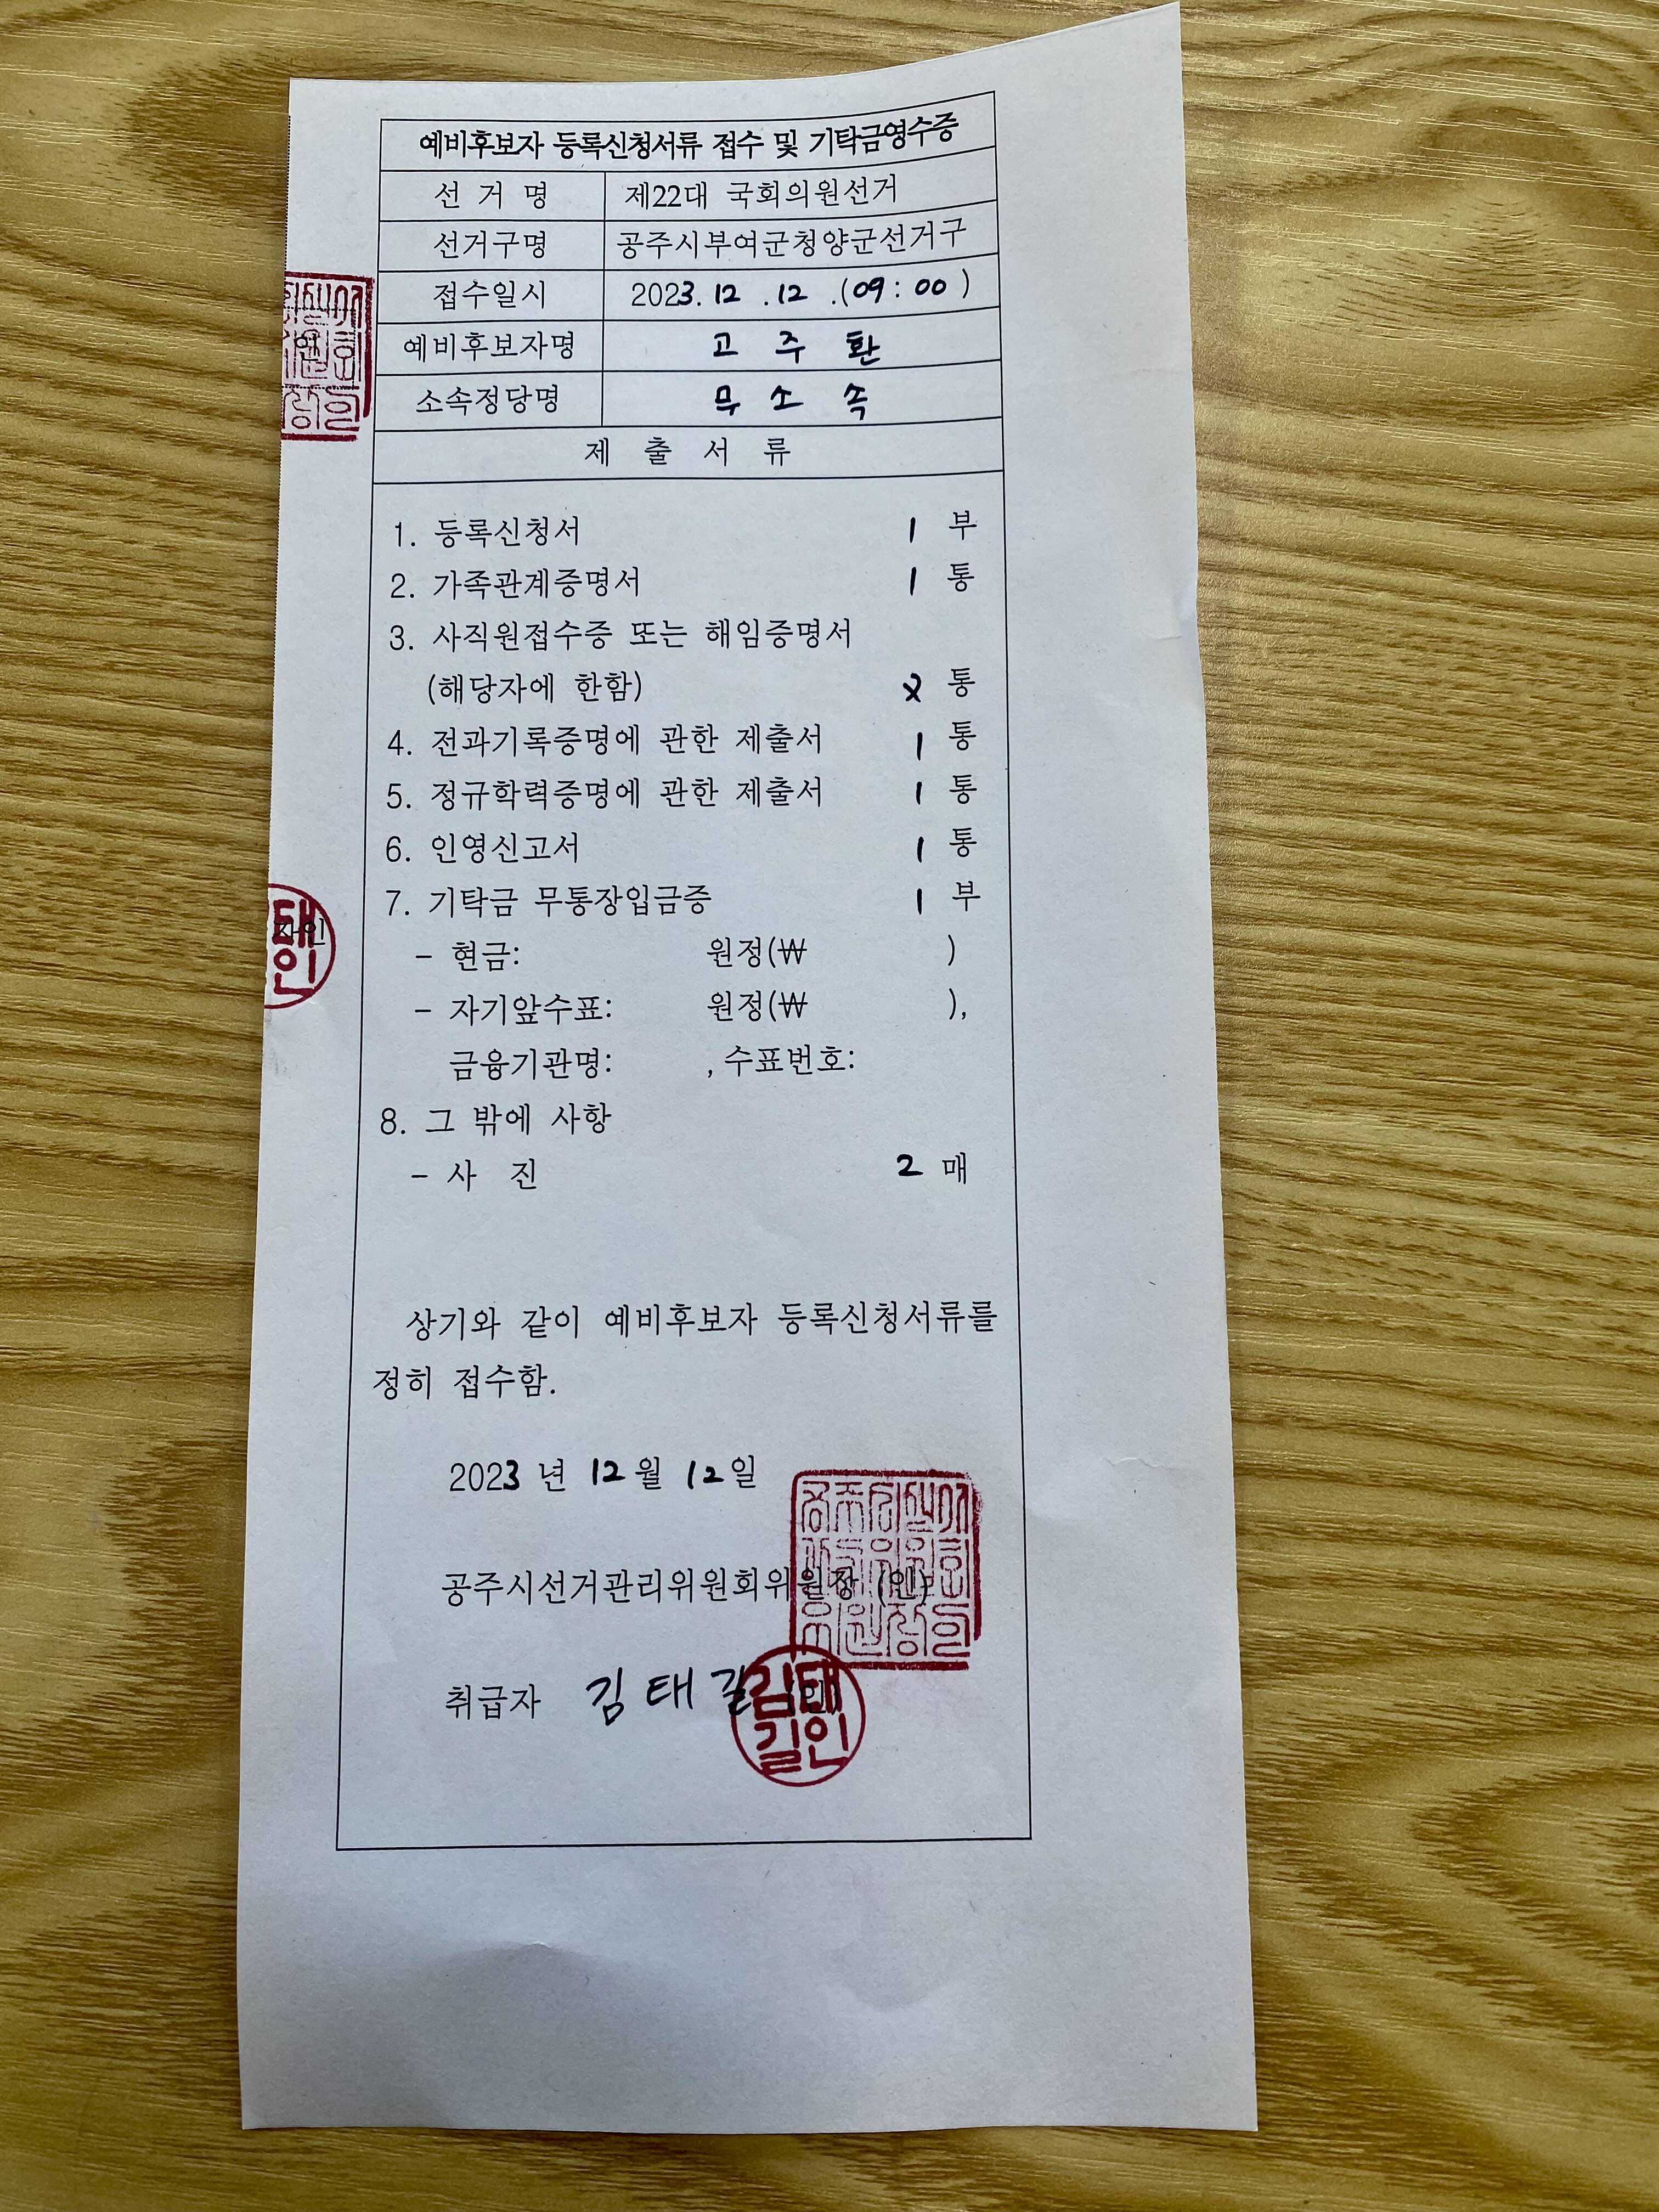 예비후보자 등록신청서류 접수 및 기탁금영수증
선 거 명 제22대 국회의원선거
선거구명 공주시부여군청양군선거구
접수일시 2023. 12 . 12 .(09 : 00 )
예비후보자명 고 주 환
소속정당명 무 소 속
제 출 서 류
1. 등록신청서 1 부
2. 가족관계증명서 1 통
3. 사직원접수증 또는 해임증명서
(해당자에 한함) X 통
4. 전과기록증명에 관한 제출서 1 통
5. 정규학력증명에 관한 제출서 1 통
6. 인영신고서 1 통
7. 기탁금 무통장입금증 1 부
- 현금: 원정(₩ )
- 자기앞수표: 원정(₩ ),
금융기관명: , 수표번호:
8. 그 밖에 사항
- 사 진 2 매
상기와 같이 예비후보자 등록신청서류를
정히 접수함.
2023 년 12 월 12 일
공주시선거관리위원회위원장 (인)
취급자 김 태 길 (인)
김태
길인
태
인